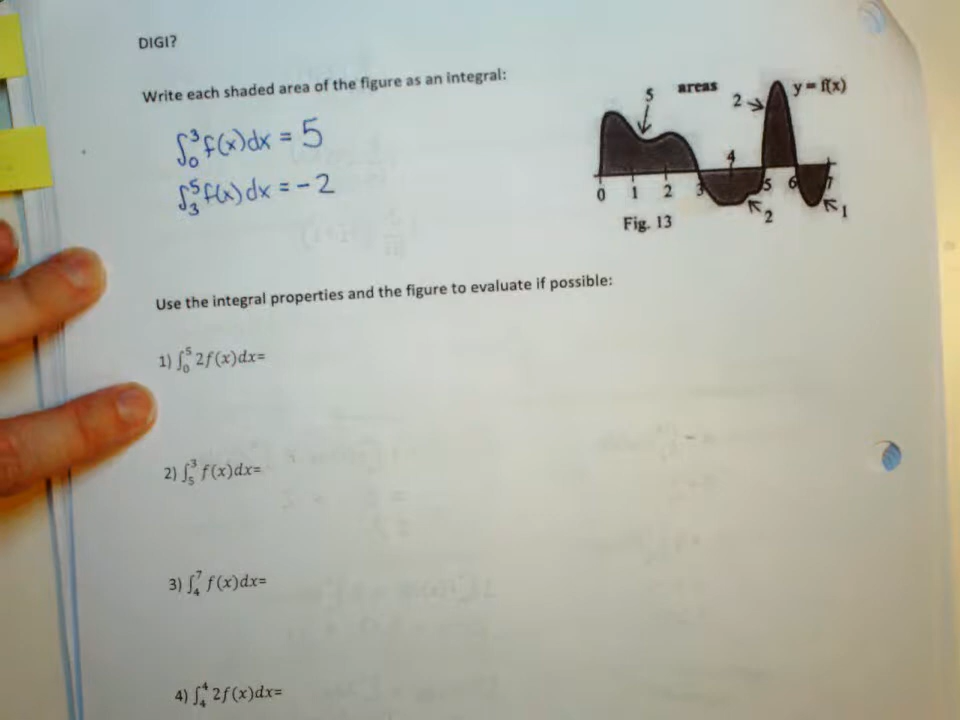 DIGI?
Write each shaded area of the figure as an integral:
∫₀³ f(x)dx = 5
∫₃⁵ f(x)dx = -2
5 areas
2 y = f(x)
4
0 1 2 3 5 6 7
2 1
Fig. 13
Use the integral properties and the figure to evaluate if possible:
1) ∫₀⁵ 2f(x)dx=
2) ∫₅³ f(x)dx=
3) ∫₄⁷ f(x)dx=
4) ∫₄⁴ 2f(x)dx=